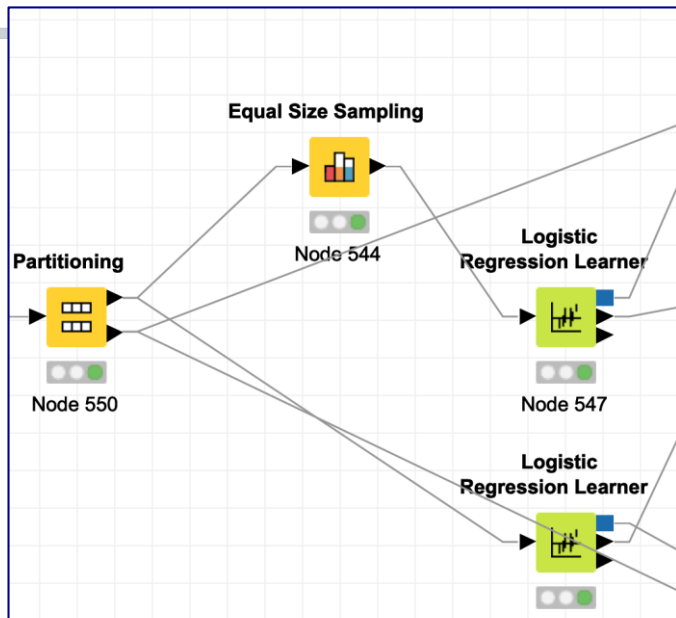 Equal Size Sampling
Node 544
Partitioning
Node 550
Logistic
Regression Learner
Node 547
Logistic
Regression Learner